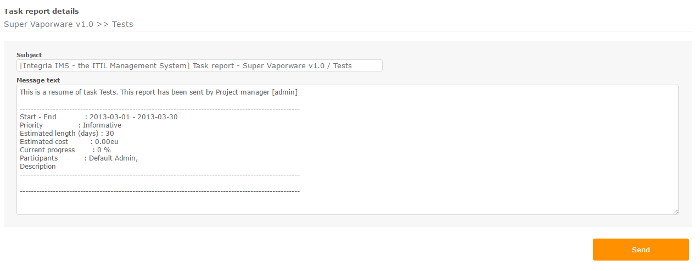 Task report details
Super Vaporware v1.0 >> Tests
Subject
[Integria IMS - the ITIL Management System] Task report - Super Vaporware v1.0 / Tests
Message text
This is a resume of task Tests. This report has been sent by Project manager [admin]
Start - End : 2013-03-01 - 2013-03-30
Priority : Informative
Estimated length (days) : 30
Estimated cost : 0.00eu
Current progress : 0 %
Participants : Default Admin,
Description
Send